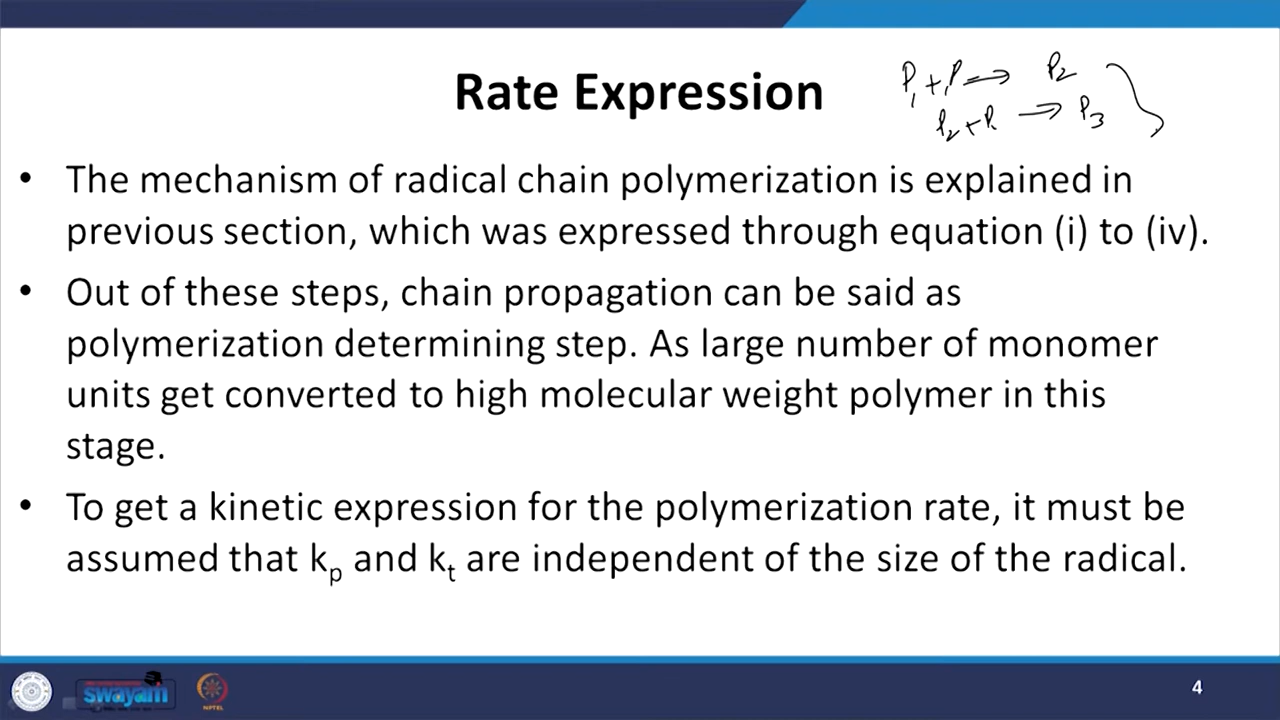 Rate Expression
P₁ + P₁ → P₂
P₂ + P₁ → P₃
• The mechanism of radical chain polymerization is explained in
previous section, which was expressed through equation (i) to (iv).
• Out of these steps, chain propagation can be said as
polymerization determining step. As large number of monomer
units get converted to high molecular weight polymer in this
stage.
• To get a kinetic expression for the polymerization rate, it must be
assumed that kₚ and kₜ are independent of the size of the radical.
swayam
NPTEL
4